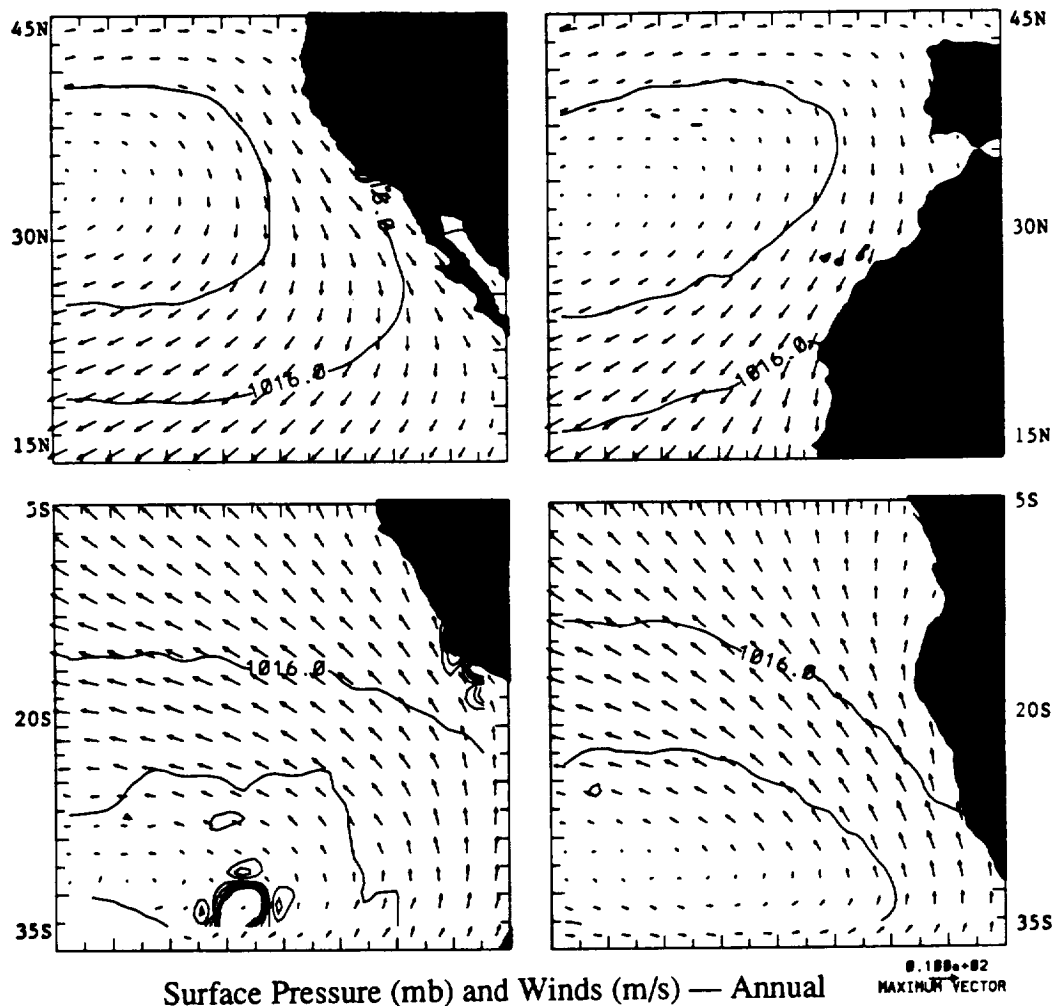 45N
45N
30N
30N
1016.0
1016.0
15N
15N
5S
5S
1016.0
1016.0
20S
20S
35S
35S
Surface Pressure (mb) and Winds (m/s) — Annual
MAXIMUM VECTOR